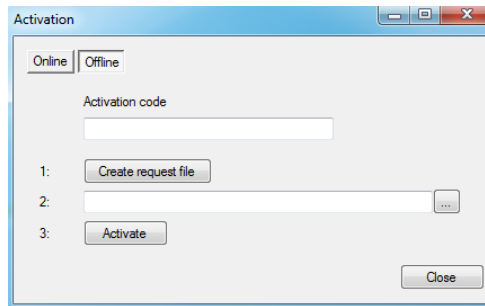 Activation
Online Offline
Activation code
1: Create request file
2: ...
3: Activate
Close